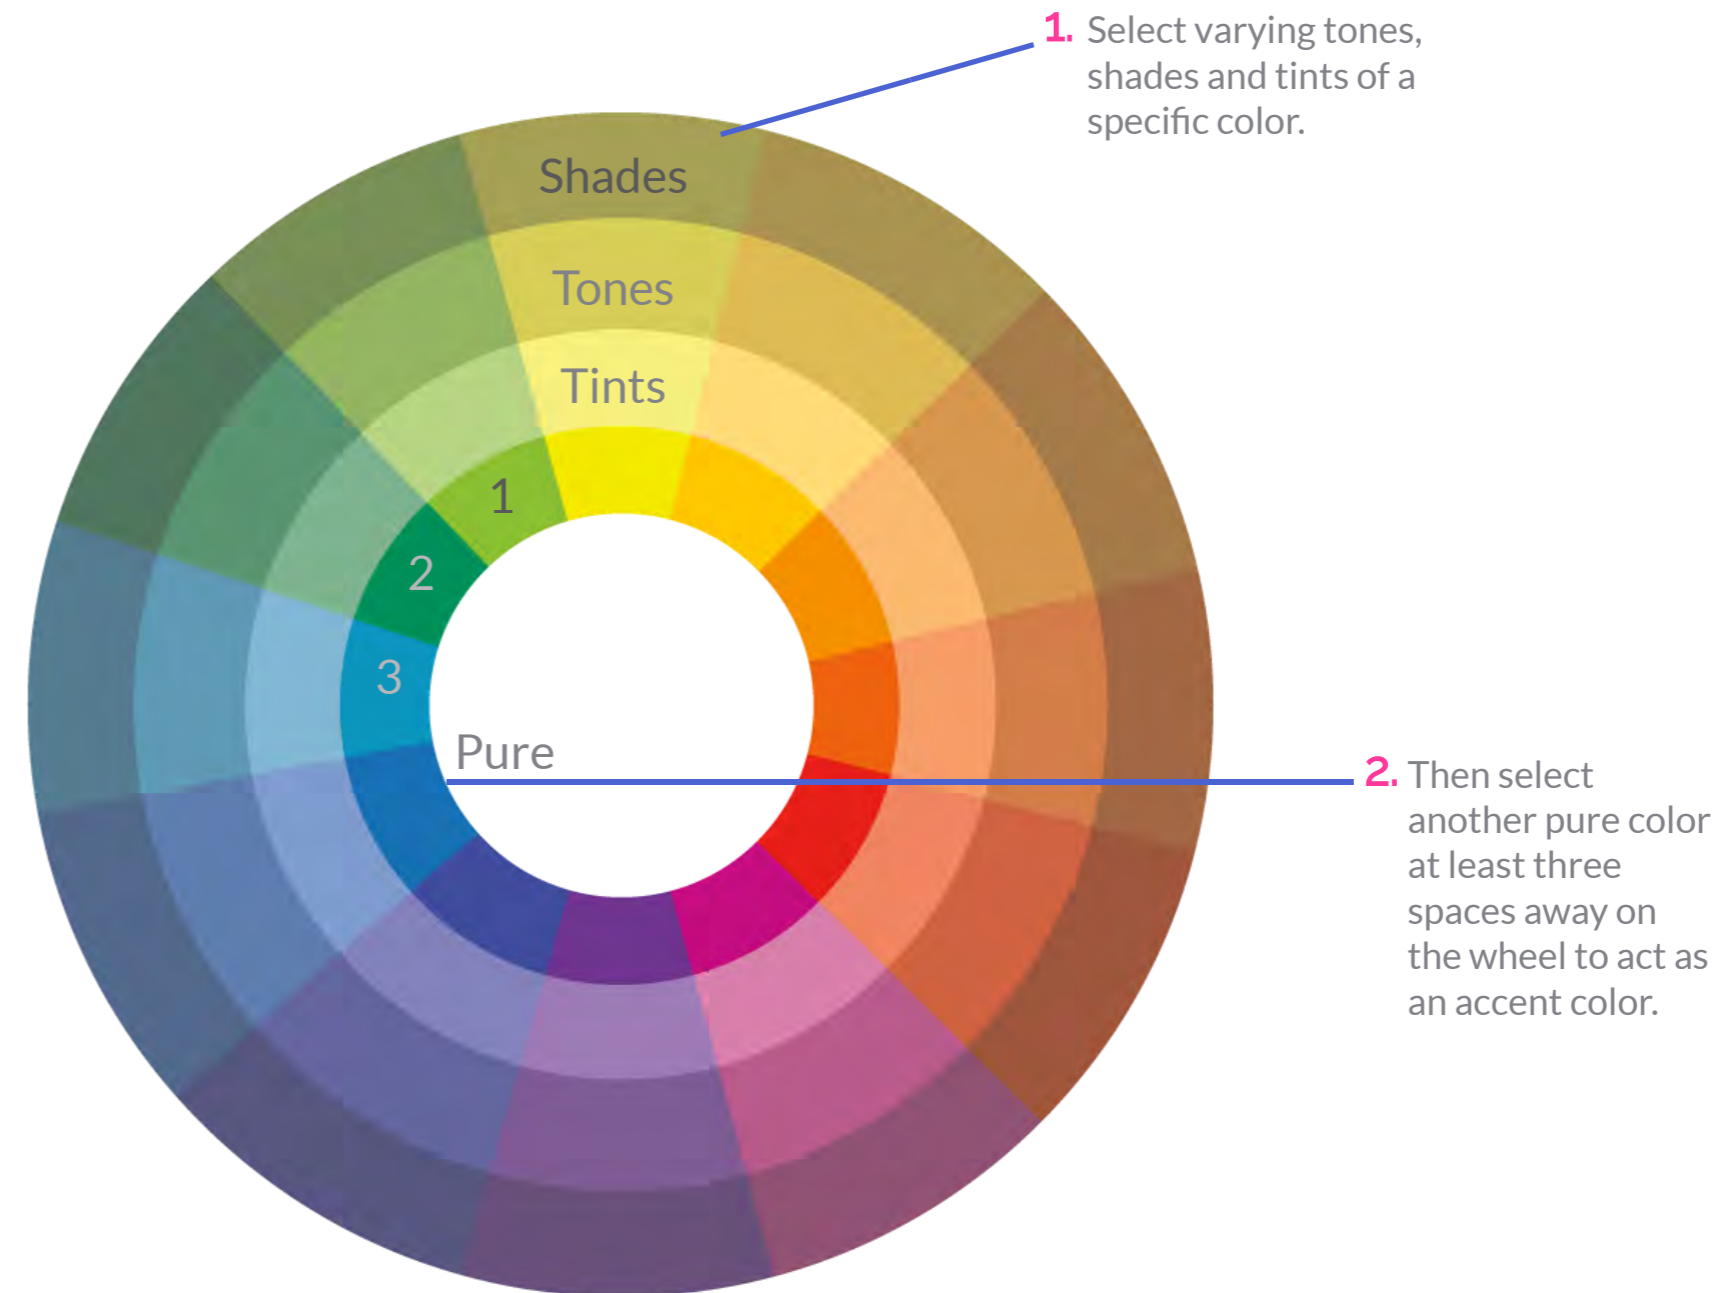 1. Select varying tones,
shades and tints of a
specific color.
Shades
Tones
Tints
1
2
3
Pure
2. Then select
another pure color
at least three
spaces away on
the wheel to act as
an accent color.